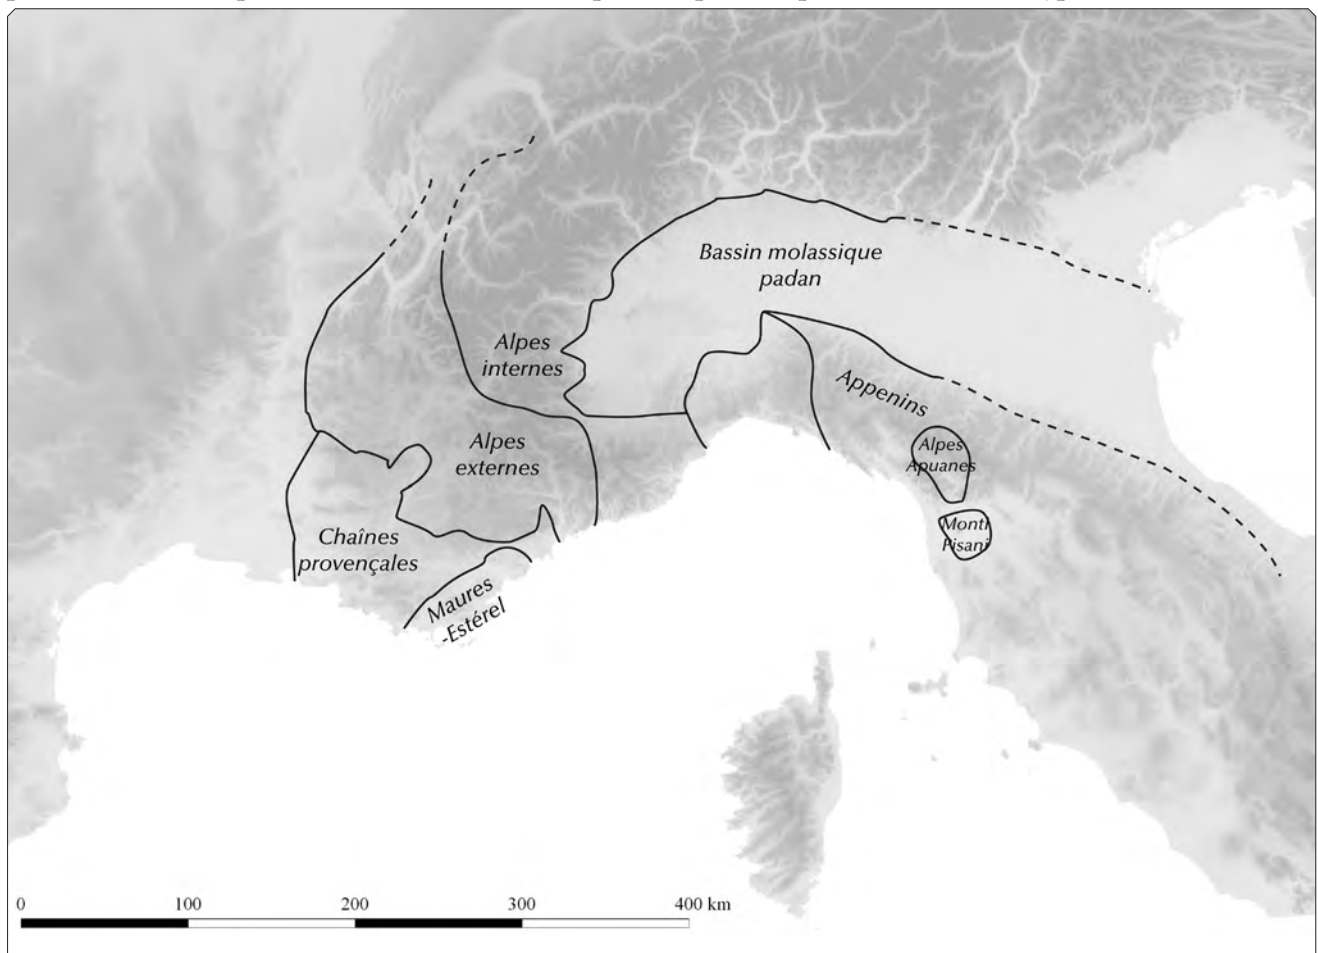 Bassin molassique
padan
Alpes
internes
Appenins
Alpes
externes
Alpes
Apuanes
Monti
Pisani
Chaînes
provençales
Maures
-Estérel
0 100 200 300 400 km